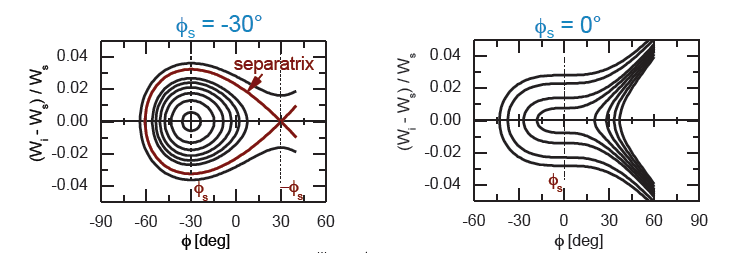 ϕs = -30°
(Wi - Ws) / Ws
0.04
0.02
0.00
-0.02
-0.04
separatrix
ϕs
-ϕs
-90 -60 -30 0 30 60
ϕ [deg]
ϕs = 0°
(Wi - Ws) / Ws
0.04
0.02
0.00
-0.02
-0.04
ϕs
-60 -30 0 30 60 90
ϕ [deg]